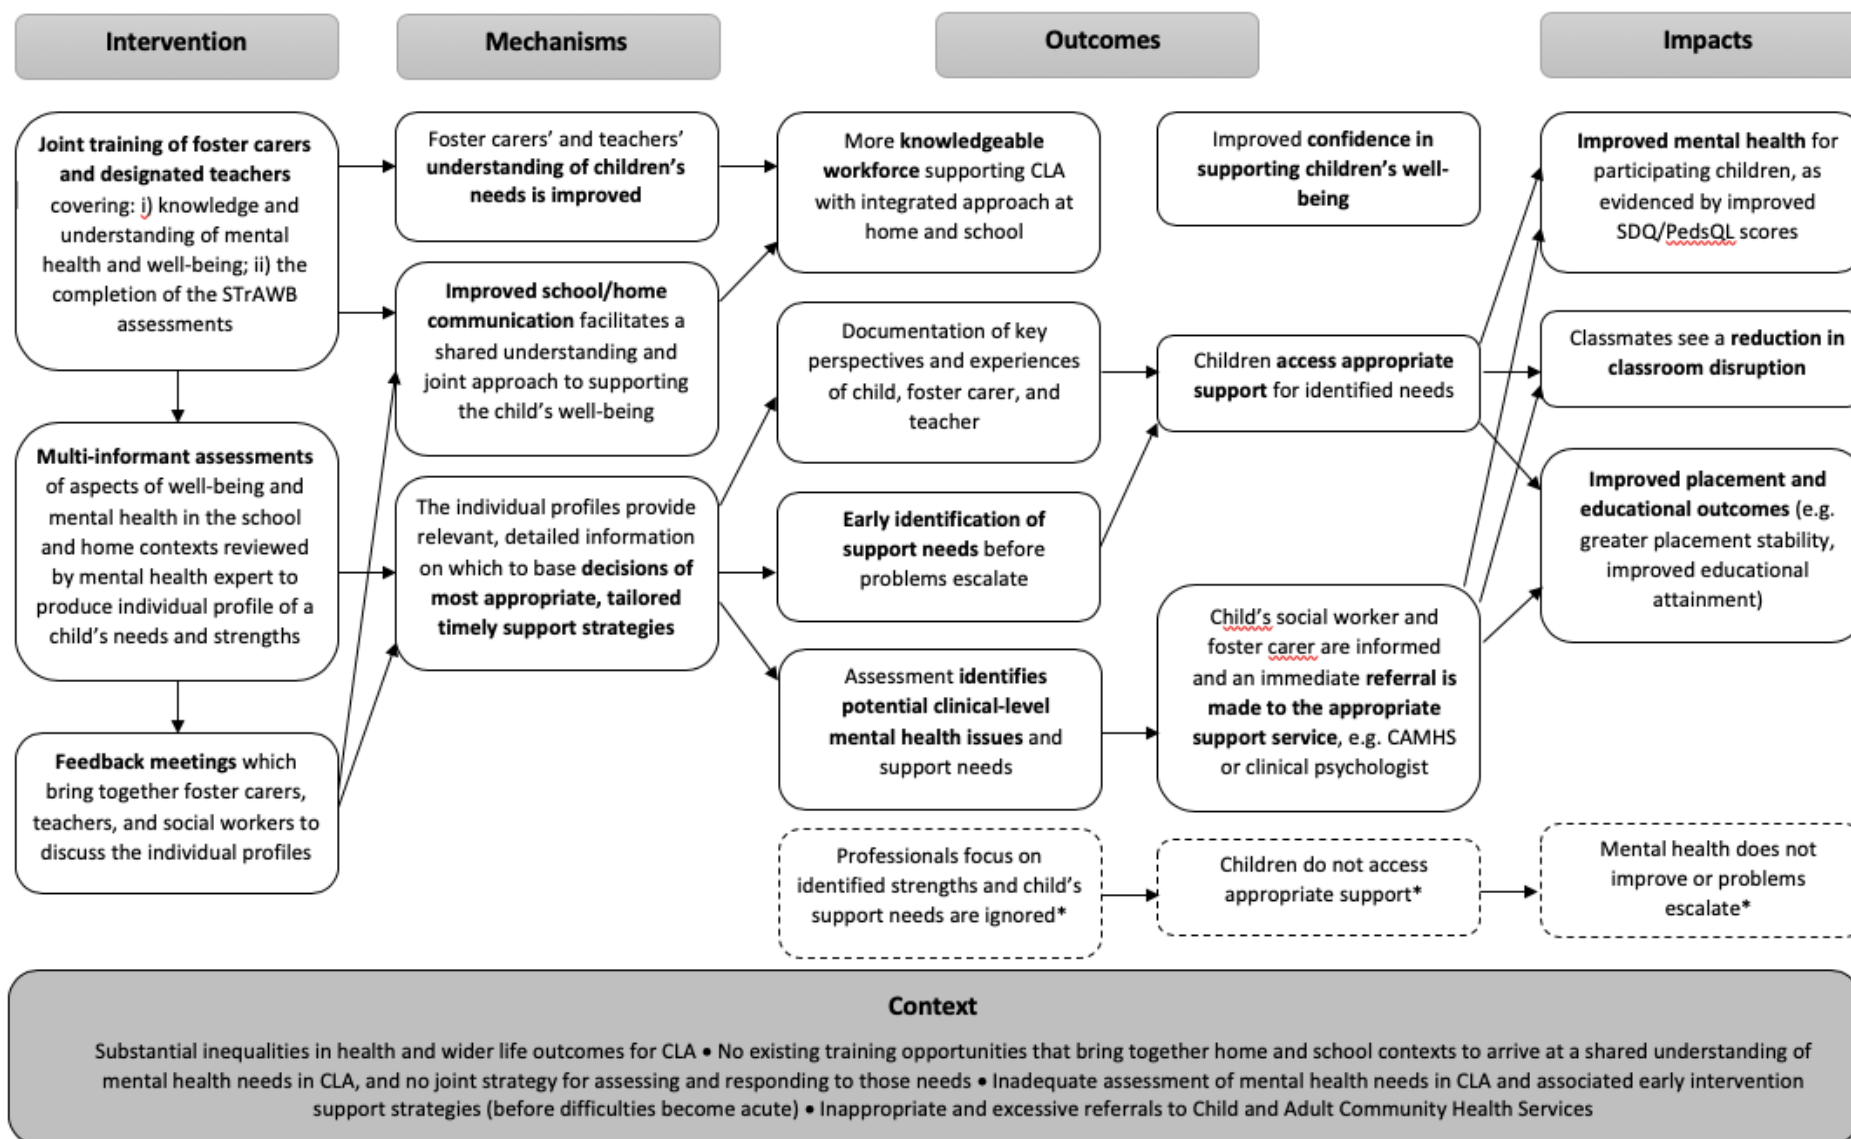 Intervention
Mechanisms
Outcomes
Impacts
Joint training of foster carers
and designated teachers
covering: i) knowledge and
understanding of mental
health and well-being; ii) the
completion of the STrAWB
assessments
Multi-informant assessments
of aspects of well-being and
mental health in the school
and home contexts reviewed
by mental health expert to
produce individual profile of a
child's needs and strengths
Feedback meetings which
bring together foster carers,
teachers, and social workers to
discuss the individual profiles
Foster carers' and teachers'
understanding of children's
needs is improved
Improved school/home
communication facilitates a
shared understanding and
joint approach to supporting
the child's well-being
The individual profiles provide
relevant, detailed information
on which to base decisions of
most appropriate, tailored
timely support strategies
More knowledgeable
workforce supporting CLA
with integrated approach at
home and school
Documentation of key
perspectives and experiences
of child, foster carer, and
teacher
Early identification of
support needs before
problems escalate
Assessment identifies
potential clinical-level
mental health issues and
support needs
Professionals focus on
identified strengths and child's
support needs are ignored*
Improved confidence in
supporting children's well-
being
Children access appropriate
support for identified needs
Child's social worker and
foster carer are informed
and an immediate referral is
made to the appropriate
support service, e.g. CAMHS
or clinical psychologist
Children do not access
appropriate support*
Improved mental health for
participating children, as
evidenced by improved
SDQ/PedsQL scores
Classmates see a reduction in
classroom disruption
Improved placement and
educational outcomes (e.g.
greater placement stability,
improved educational
attainment)
Mental health does not
improve or problems
escalate*
Context
Substantial inequalities in health and wider life outcomes for CLA • No existing training opportunities that bring together home and school contexts to arrive at a shared understanding of
mental health needs in CLA, and no joint strategy for assessing and responding to those needs • Inadequate assessment of mental health needs in CLA and associated early intervention
support strategies (before difficulties become acute) • Inappropriate and excessive referrals to Child and Adult Community Health Services